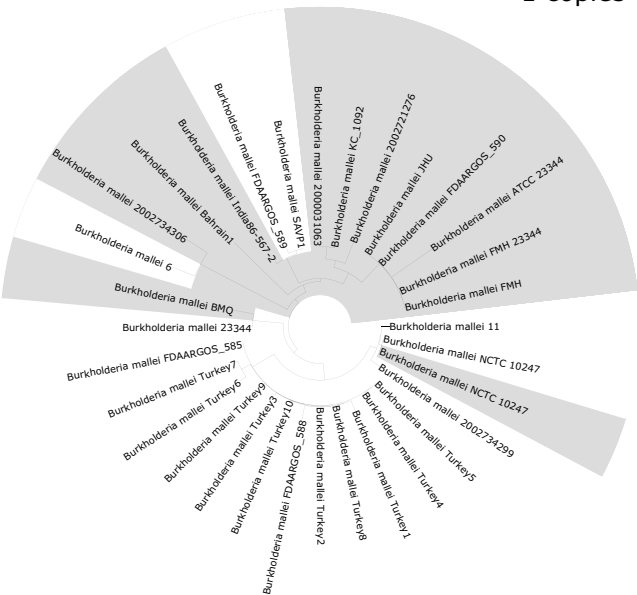 2 copies
Burkholderia mallei 2000031063
Burkholderia mallei KC_1092
Burkholderia mallei 2002721276
Burkholderia mallei JHU
Burkholderia mallei FDAARGOS_590
Burkholderia mallei ATCC 23344
Burkholderia mallei FMH 23344
Burkholderia mallei FMH
Burkholderia mallei 11
Burkholderia mallei NCTC 10247
Burkholderia mallei NCTC 10247
Burkholderia mallei 2002734299
Burkholderia mallei Turkey5
Burkholderia mallei Turkey4
Burkholderia mallei Turkey1
Burkholderia mallei Turkey8
Burkholderia mallei Turkey2
Burkholderia mallei FDAARGOS_588
Burkholderia mallei Turkey10
Burkholderia mallei Turkey3
Burkholderia mallei Turkey9
Burkholderia mallei Turkey6
Burkholderia mallei Turkey7
Burkholderia mallei FDAARGOS_585
Burkholderia mallei 23344
Burkholderia mallei BMQ
Burkholderia mallei 6
Burkholderia mallei 2002734306
Burkholderia mallei Bahrain1
Burkholderia mallei India86-567-2
Burkholderia mallei FDAARGOS_589
Burkholderia mallei SAVP1